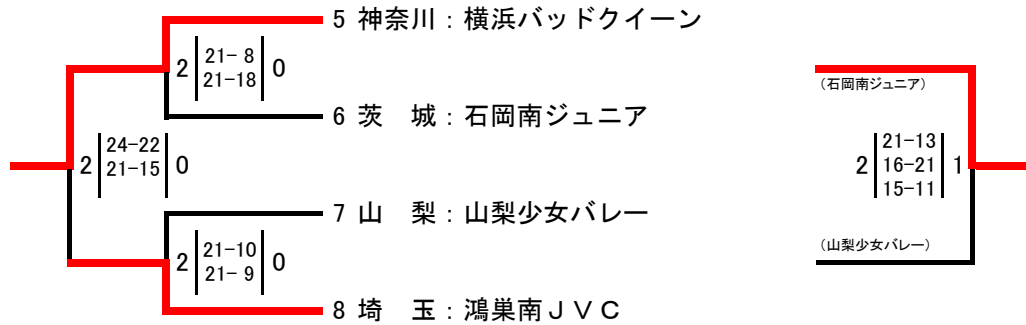 5 神奈川：横浜バッドクイーン
2 21- 8 0
21-18
(石岡南ジュニア)
6 茨　城：石岡南ジュニア
2 24-22 0
21-15
2 21-13 1
16-21
15-11
7 山　梨：山梨少女バレー
(山梨少女バレー)
2 21-10 0
21- 9
8 埼　玉：鴻巣南ＪＶＣ